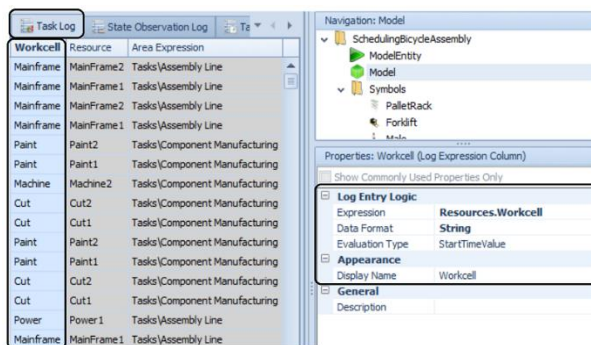 Task Log
State Observation Log
Ta
Workcell Resource Area Expression
Mainframe MainFrame2 Tasks\Assembly Line
Mainframe MainFrame1 Tasks\Assembly Line
Mainframe MainFrame2 Tasks\Assembly Line
Mainframe MainFrame1 Tasks\Assembly Line
Paint Paint2 Tasks\Component Manufacturing
Paint Paint1 Tasks\Component Manufacturing
Machine Machine2 Tasks\Component Manufacturing
Cut Cut2 Tasks\Component Manufacturing
Cut Cut1 Tasks\Component Manufacturing
Paint Paint2 Tasks\Component Manufacturing
Paint Paint1 Tasks\Component Manufacturing
Cut Cut2 Tasks\Component Manufacturing
Cut Cut1 Tasks\Component Manufacturing
Power Power1 Tasks\Assembly Line
Mainframe MainFrame1 Tasks\Assembly Line
Navigation: Model
SchedulingBicycleAssembly
ModelEntity
Model
Symbols
PalletRack
Forklift
Properties: Workcell (Log Expression Column)
Show Commonly Used Properties Only
Log Entry Logic
Expression Resources.Workcell
Data Format String
Evaluation Type StartTimeValue
Appearance
Display Name Workcell
General
Description